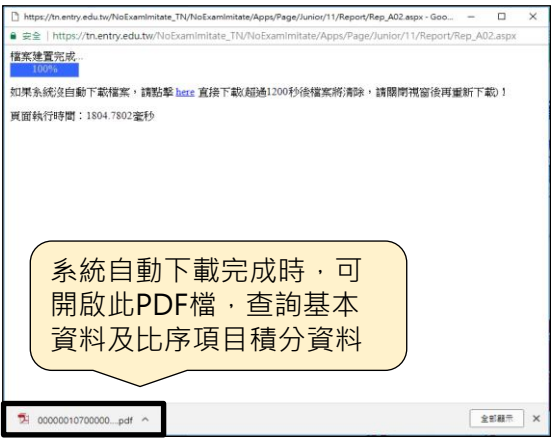 https://tn.entry.edu.tw/NoExamImitate_TN/NoExamImitate/Apps/Page/Junior/11/Report/Rep_A02.aspx - Goo...
安全 | https://tn.entry.edu.tw/NoExamImitate_TN/NoExamImitate/Apps/Page/Junior/11/Report/Rep_A02.aspx
檔案建置完成...
100%
如果系統沒自動下載檔案，請點擊 here 直接下載(超過1200秒後檔案將清除，請關閉視窗後再重新下載)！
頁面執行時間：1804.7802毫秒
系統自動下載完成時，可
開啟此PDF檔，查詢基本
資料及比序項目積分資料
00000010700000....pdf
全部顯示